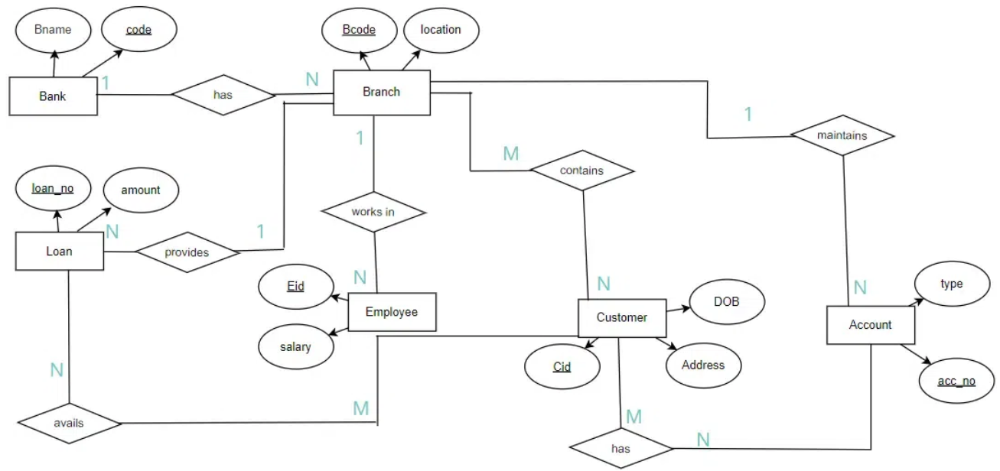 Bname
code
Bcode
location
Bank
1
has
N
Branch
1
maintains
1
M
contains
loan_no
amount
works in
N
1
Loan
provides
Eid
N
N
N
type
DOB
Employee
Customer
Account
salary
Cid
Address
acc_no
N
M
M
avails
has
N